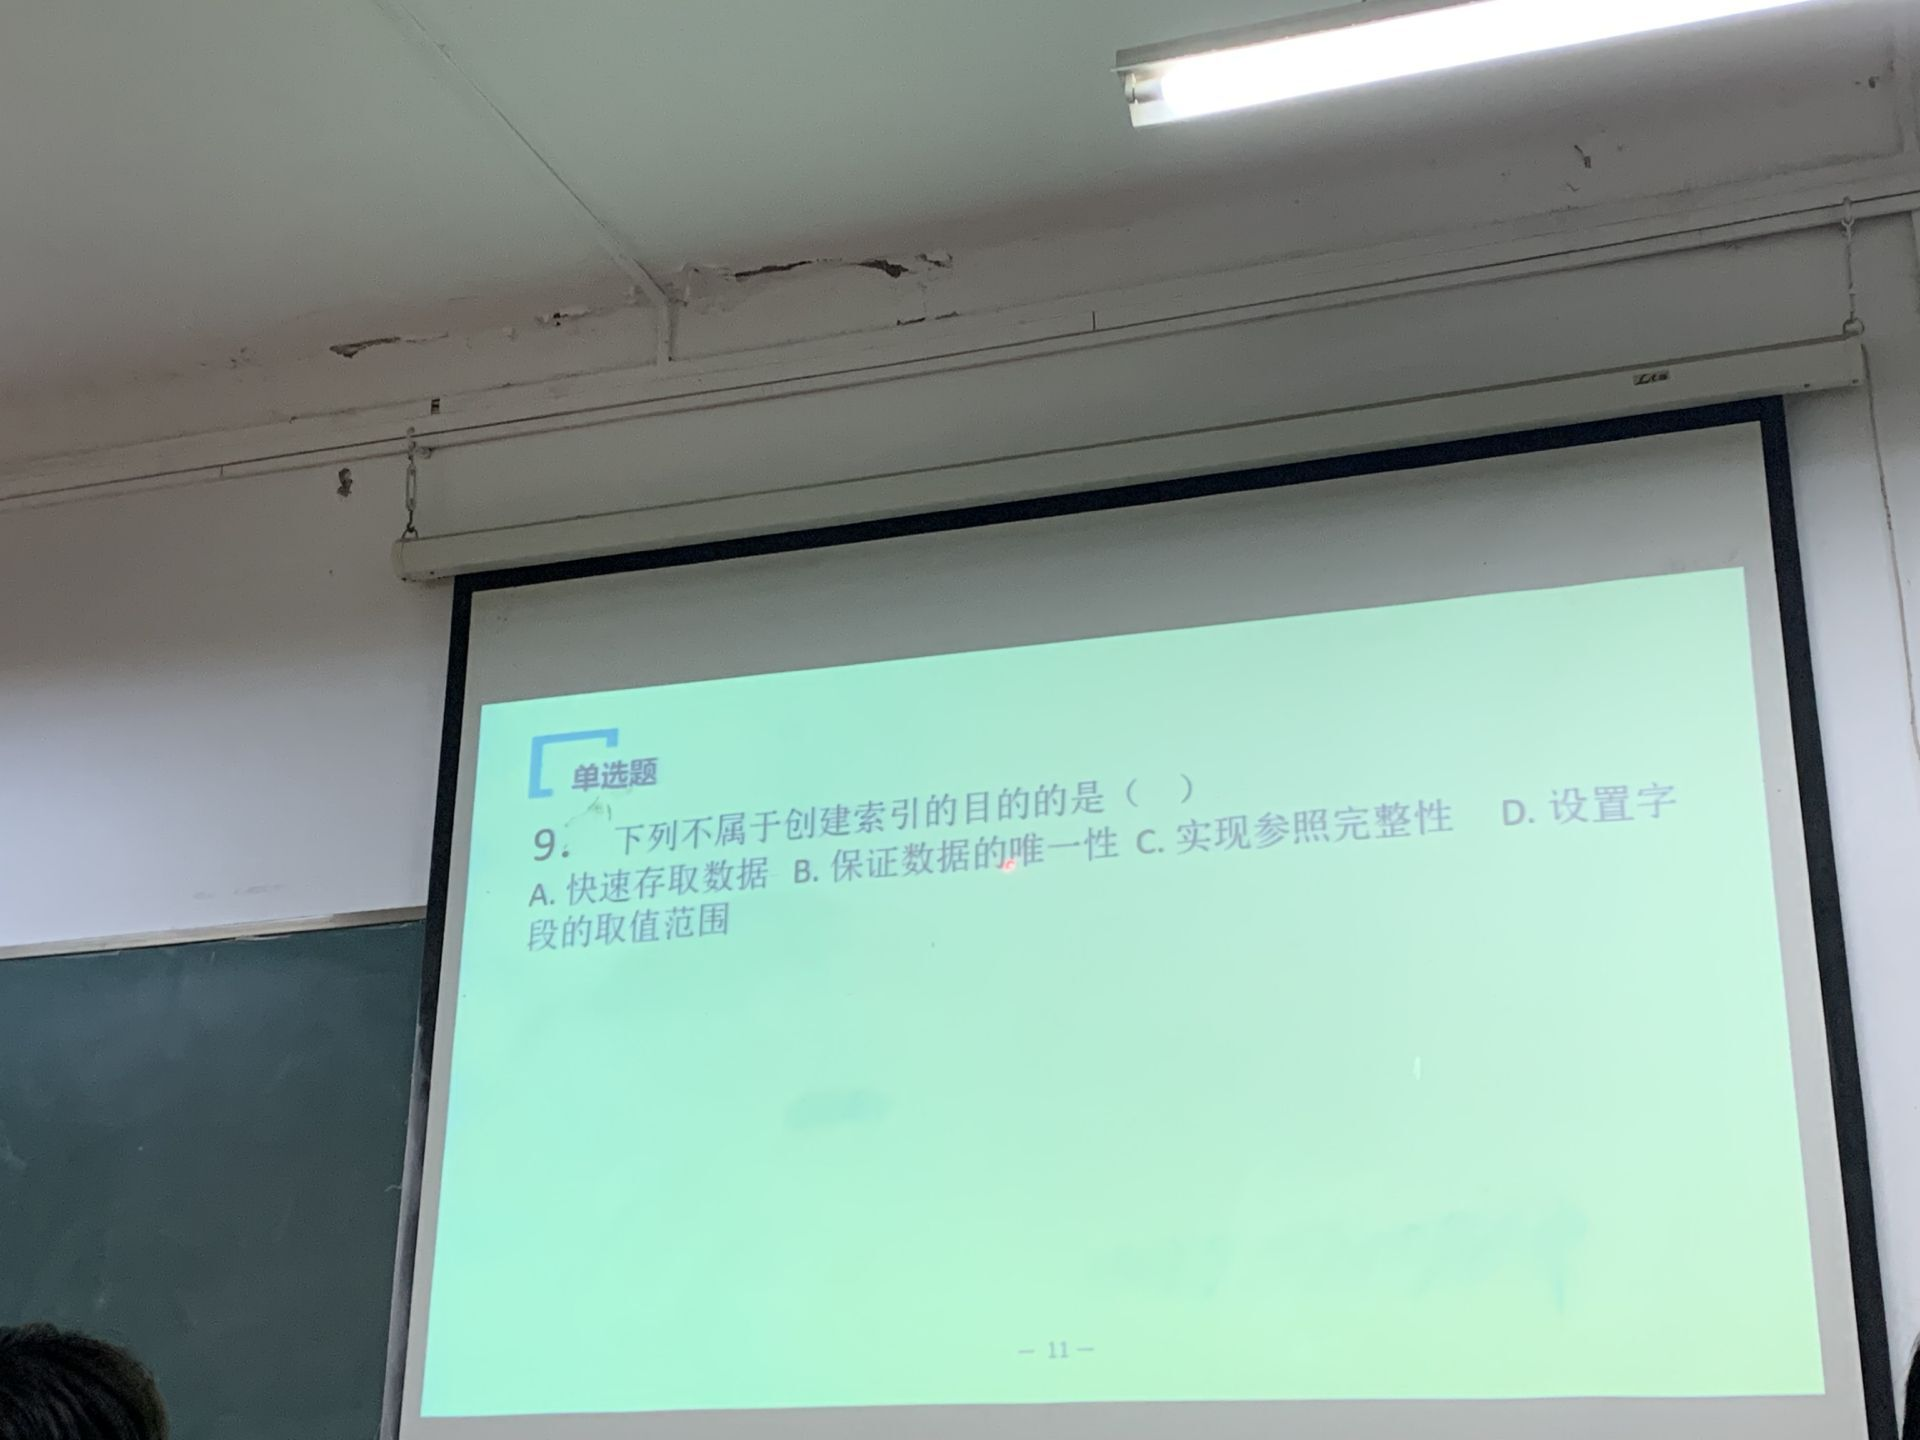 单选题
9. 下列不属于创建索引的目的的是（ ）
A. 快速存取数据 B. 保证数据的唯一性 C. 实现参照完整性 D. 设置字
段的取值范围
— 11 —